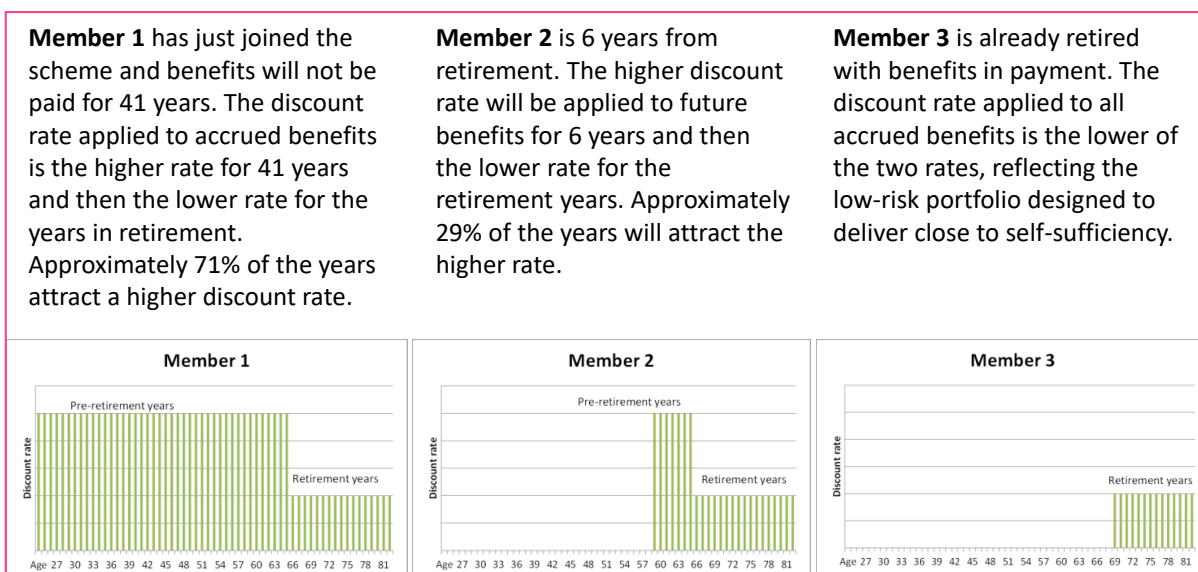 Member 1 has just joined the
scheme and benefits will not be
paid for 41 years. The discount
rate applied to accrued benefits
is the higher rate for 41 years
and then the lower rate for the
years in retirement.
Approximately 71% of the years
attract a higher discount rate.
Member 2 is 6 years from
retirement. The higher discount
rate will be applied to future
benefits for 6 years and then
the lower rate for the
retirement years. Approximately
29% of the years will attract the
higher rate.
Member 3 is already retired
with benefits in payment. The
discount rate applied to all
accrued benefits is the lower of
the two rates, reflecting the
low-risk portfolio designed to
deliver close to self-sufficiency.
Member 1
Pre-retirement years
Retirement years
Discount rate
Age 27 30 33 36 39 42 45 48 51 54 57 60 63 66 69 72 75 78 81
Member 2
Pre-retirement years
Retirement years
Discount rate
Age 27 30 33 36 39 42 45 48 51 54 57 60 63 66 69 72 75 78 81
Member 3
Retirement years
Discount rate
Age 27 30 33 36 39 42 45 48 51 54 57 60 63 66 69 72 75 78 81